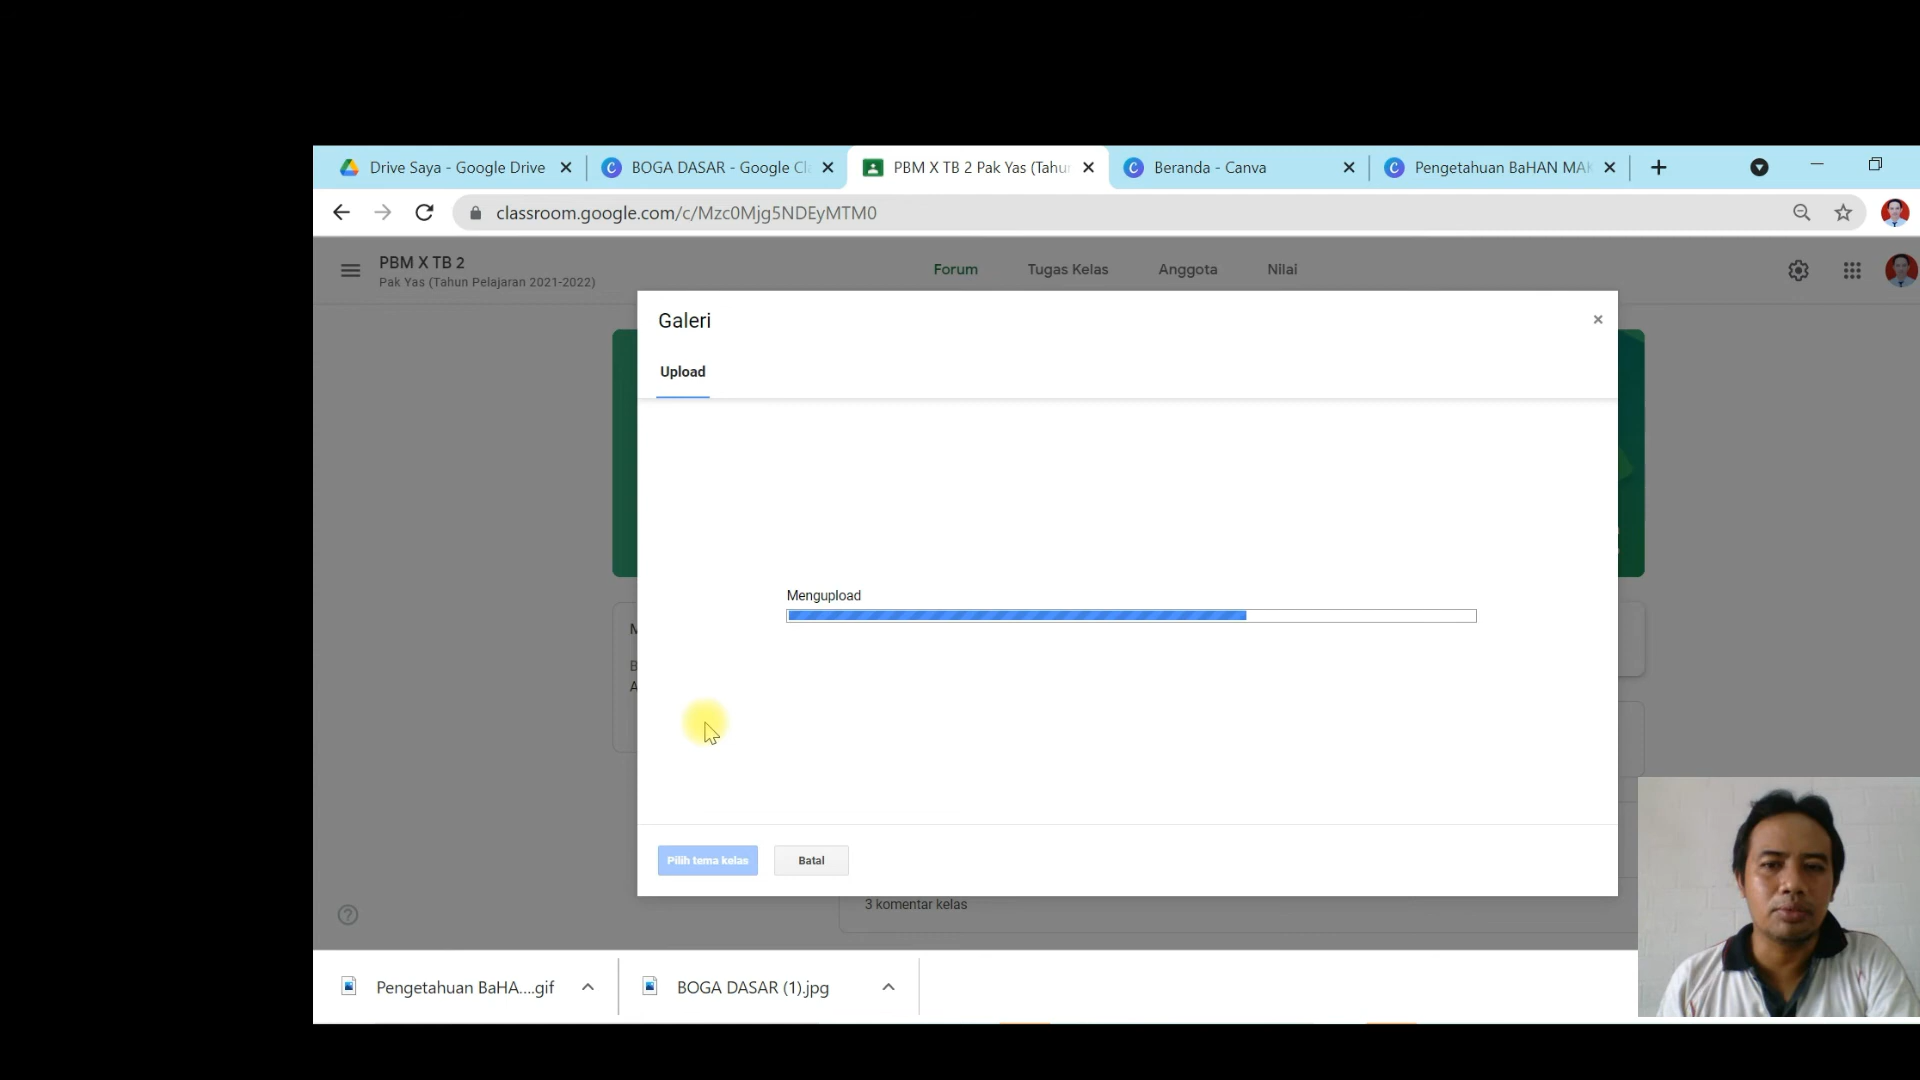 Drive Saya - Google Drive
BOGA DASAR - Google Cl
PBM X TB 2 Pak Yas (Tahu
Beranda - Canva
Pengetahuan BaHAN MAK
classroom.google.com/c/Mzc0Mjg5NDEyMTM0
PBM X TB 2
Pak Yas (Tahun Pelajaran 2021-2022)
Forum
Tugas Kelas
Anggota
Nilai
Galeri
Upload
Mengupload
Pilih tema kelas
Batal
3 komentar kelas
Pengetahuan BaHA....gif
BOGA DASAR (1).jpg